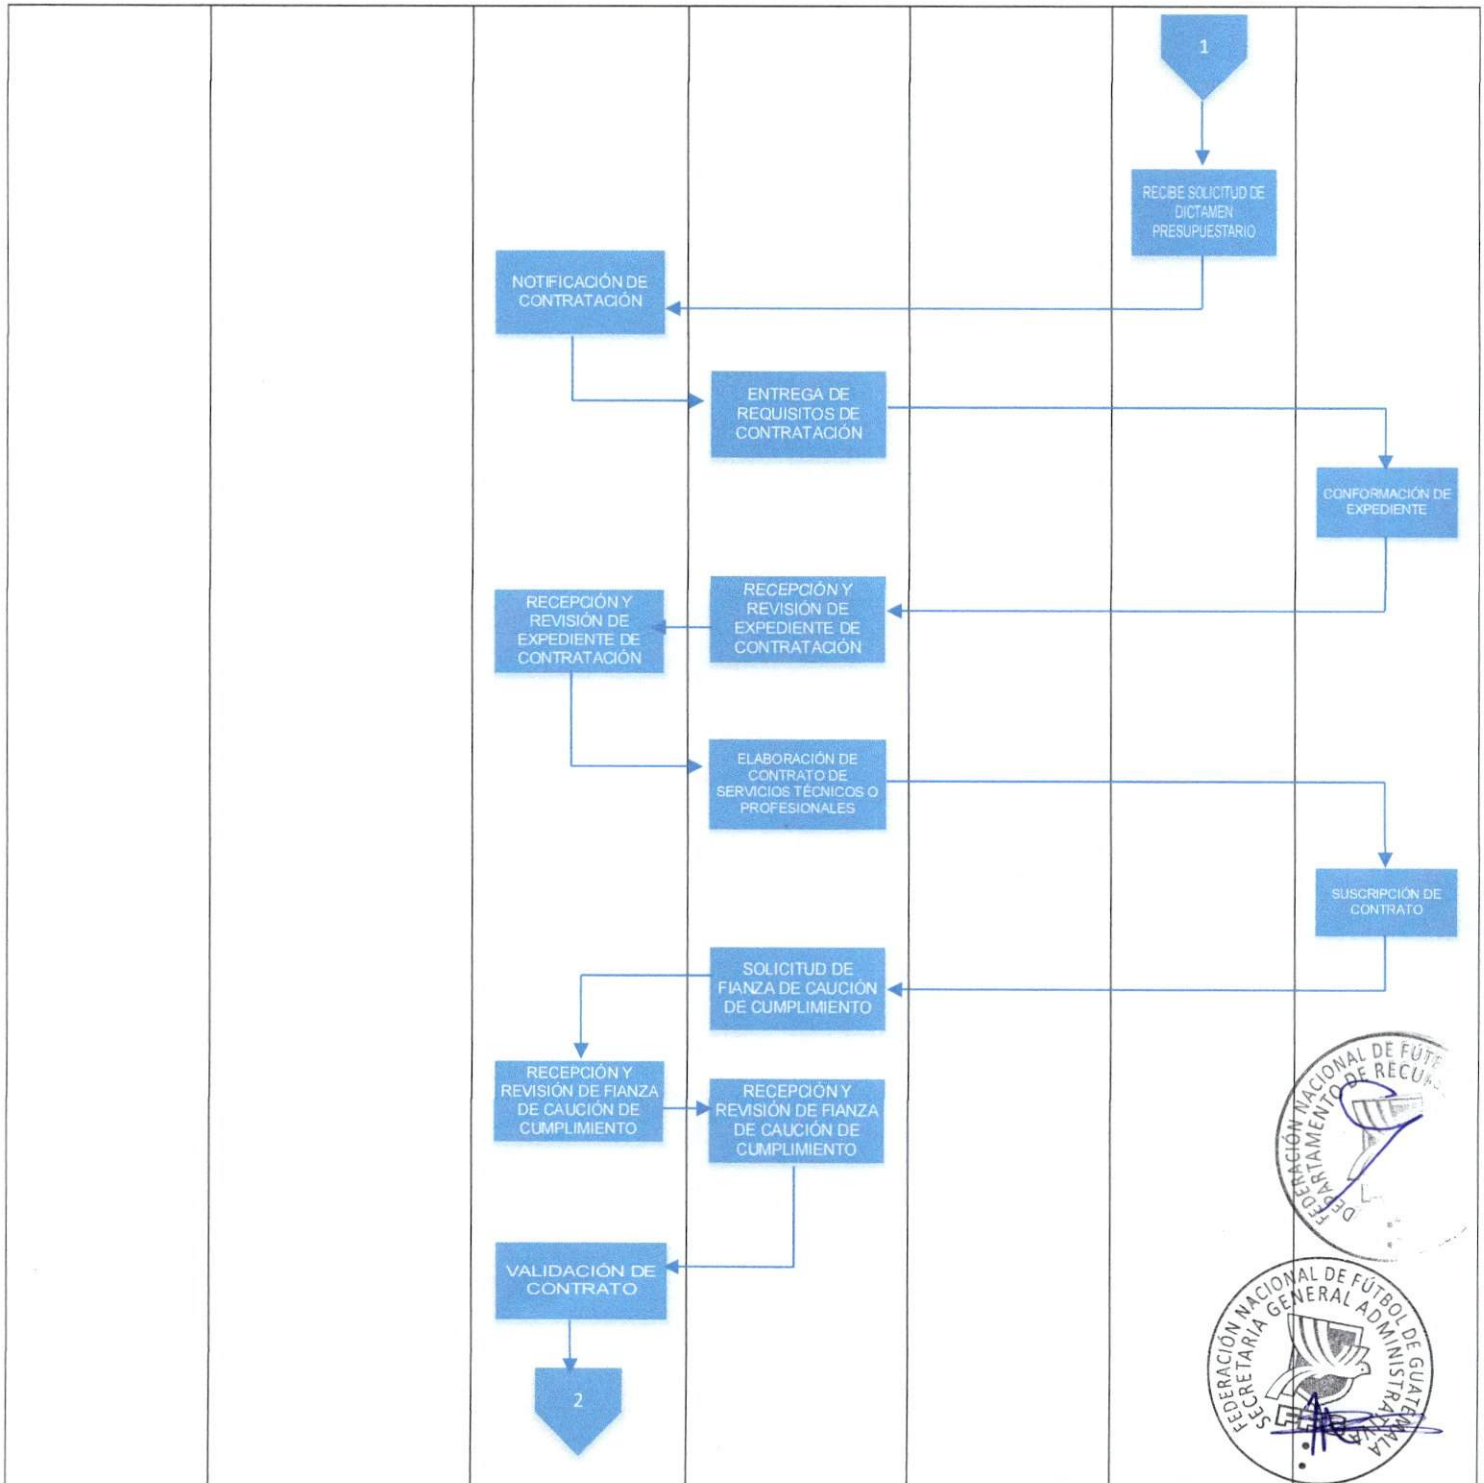 1
RECIBE SOLICITUD DE
DICTAMEN
PRESUPUESTARIO
NOTIFICACIÓN DE
CONTRATACIÓN
ENTREGA DE
REQUISITOS DE
CONTRATACIÓN
CONFORMACIÓN DE
EXPEDIENTE
RECEPCIÓN Y
REVISIÓN DE
EXPEDIENTE DE
CONTRATACIÓN
RECEPCIÓN Y
REVISIÓN DE
EXPEDIENTE DE
CONTRATACIÓN
ELABORACIÓN DE
CONTRATO DE
SERVICIOS TÉCNICOS O
PROFESIONALES
SUSCRIPCIÓN DE
CONTRATO
SOLICITUD DE
FIANZA DE CAUCIÓN
DE CUMPLIMIENTO
RECEPCIÓN Y
REVISIÓN DE FIANZA
DE CAUCIÓN DE
CUMPLIMIENTO
RECEPCIÓN Y
REVISIÓN DE FIANZA
DE CAUCIÓN DE
CUMPLIMIENTO
VALIDACIÓN DE
CONTRATO
2
FEDERACIÓN NACIONAL DE
DEPARTAMENTO DE
FEDERACIÓN NACIONAL DE FÚTBOL DE GUATEMALA
SECRETARIA GENERAL ADMINISTRATIVA